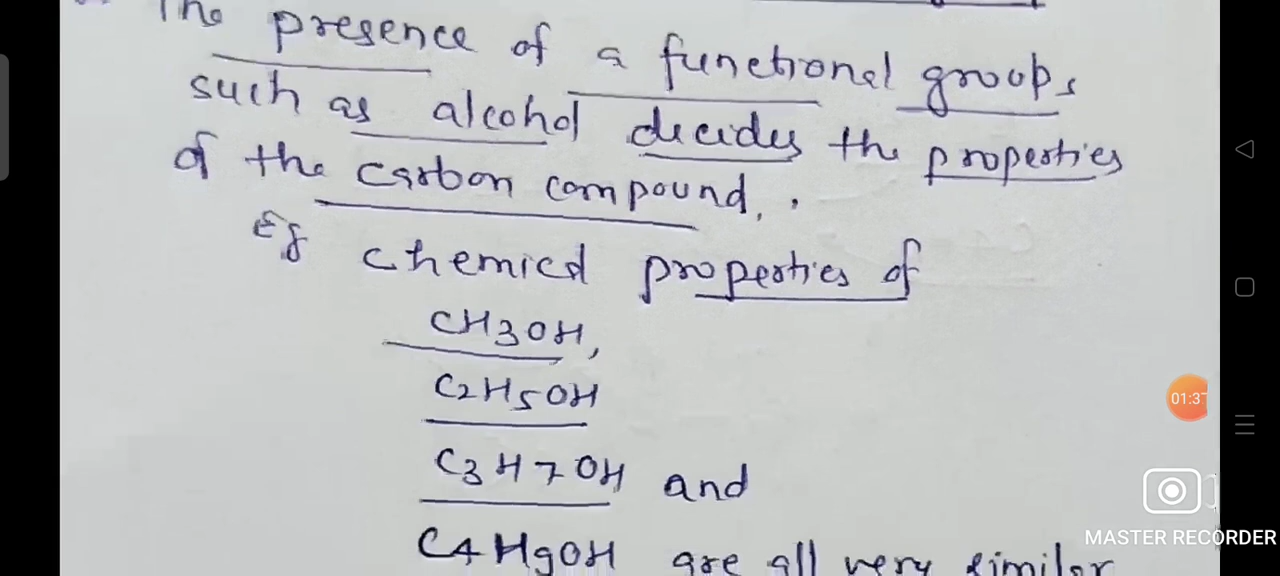 The presence of a functional groups
such as alcohol decides the properties
of the carbon compound.
Eg chemical properties of
CH3OH,
C2H5OH
C3H7OH and
C4H9OH are all very similar
01:37
MASTER RECORDER